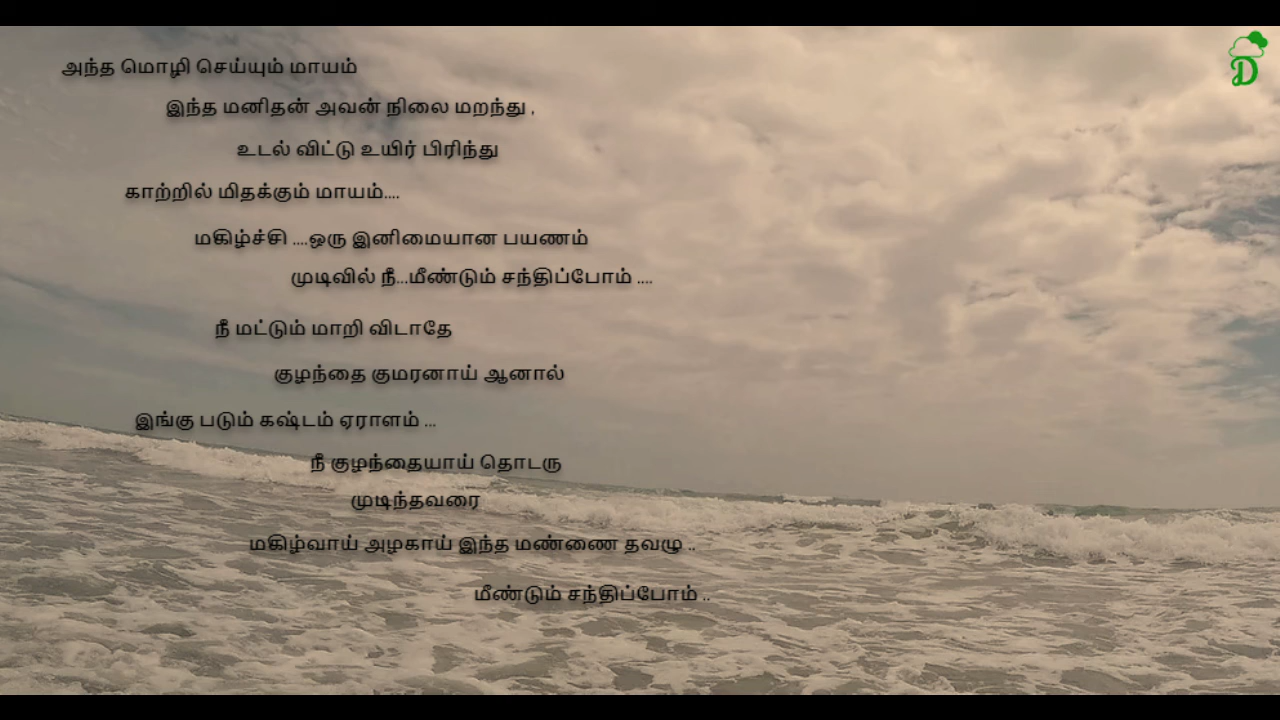 அந்த மொழி செய்யும் மாயம்
இந்த மனிதன் அவன் நிலை மறந்து ,
உடல் விட்டு உயிர் பிரிந்து
காற்றில் மிதக்கும் மாயம்....
மகிழ்ச்சி ....ஒரு இனிமையான பயணம்
முடிவில் நீ...மீண்டும் சந்திப்போம் ....
நீ மட்டும் மாறி விடாதே
குழந்தை குமரனாய் ஆனால்
இங்கு படும் கஷ்டம் ஏராளம் ...
நீ குழந்தையாய் தொடரு
முடிந்தவரை
மகிழ்வாய் அழகாய் இந்த மண்ணை தவழு ..
மீண்டும் சந்திப்போம் ..
D